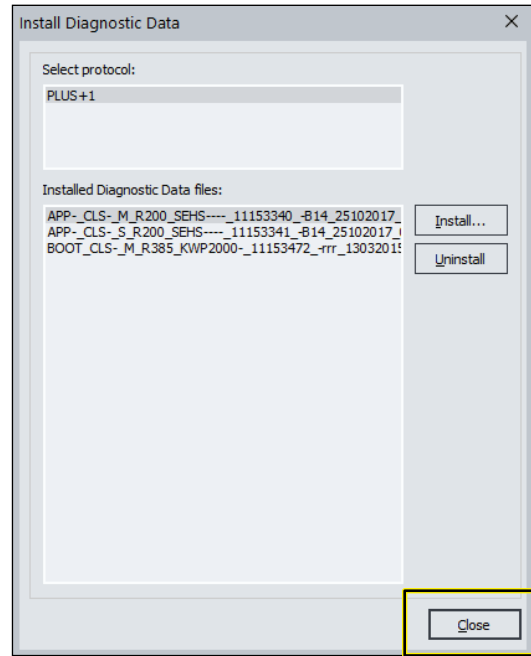 Install Diagnostic Data
Select protocol:
PLUS+1
Installed Diagnostic Data files:
APP-_CLS-_M_R200_SEHS----_11153340_-B14_25102017_
Install...
APP-_CLS-_S_R200_SEHS----_11153341_-B14_25102017_
BOOT_CLS-_M_R385_KWP2000-_11153472_-rrr_13032015
Uninstall
Close